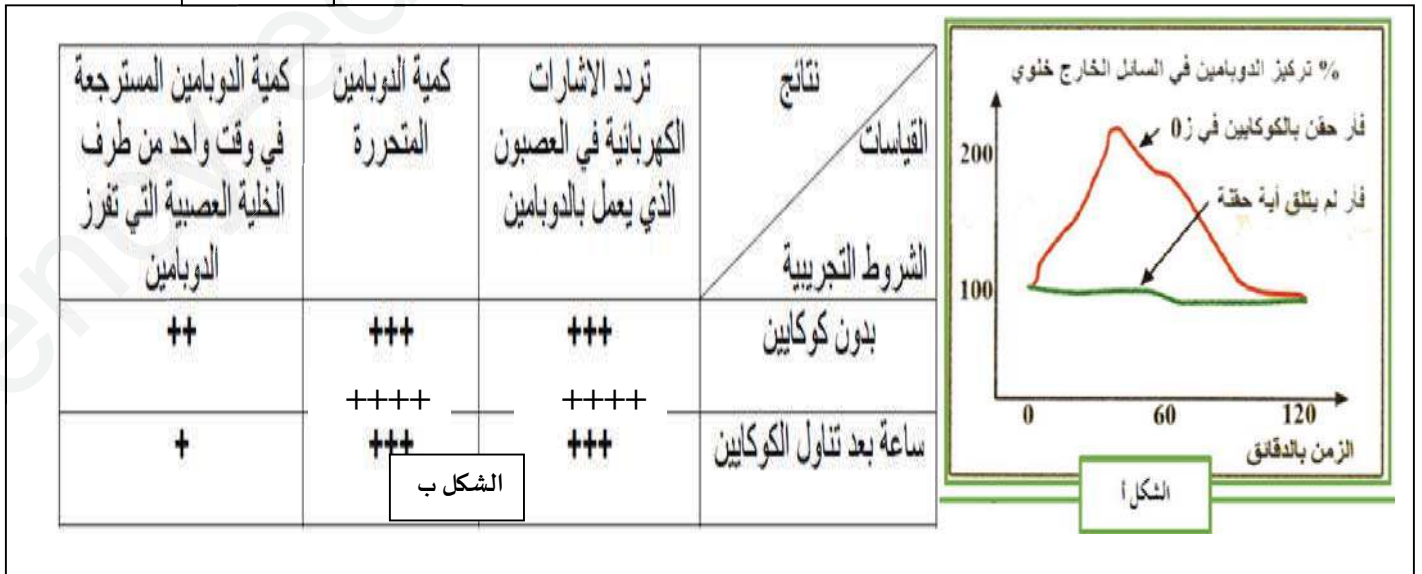 نتائج
القياسات
الشروط التجريبية
تردد الاشارات
الكهربائية في العصبون
الذي يعمل بالدوبامين
كمية الدوبامين
المتحررة
كمية الدوبامين المسترجعة
في وقت واحد من طرف
الخلية العصبية التي تفرز
الدوبامين
بدون كوكايين
+++
+++
++
++++
++++
ساعة بعد تناول الكوكايين
+++
+++
+
الشكل ب
% تركيز الدوبامين في السائل الخارج خلوي
فأر حقن بالكوكايين في ز0
200
فأر لم يتلق أية حقنة
100
0 60 120
الزمن بالدقائق
الشكل أ